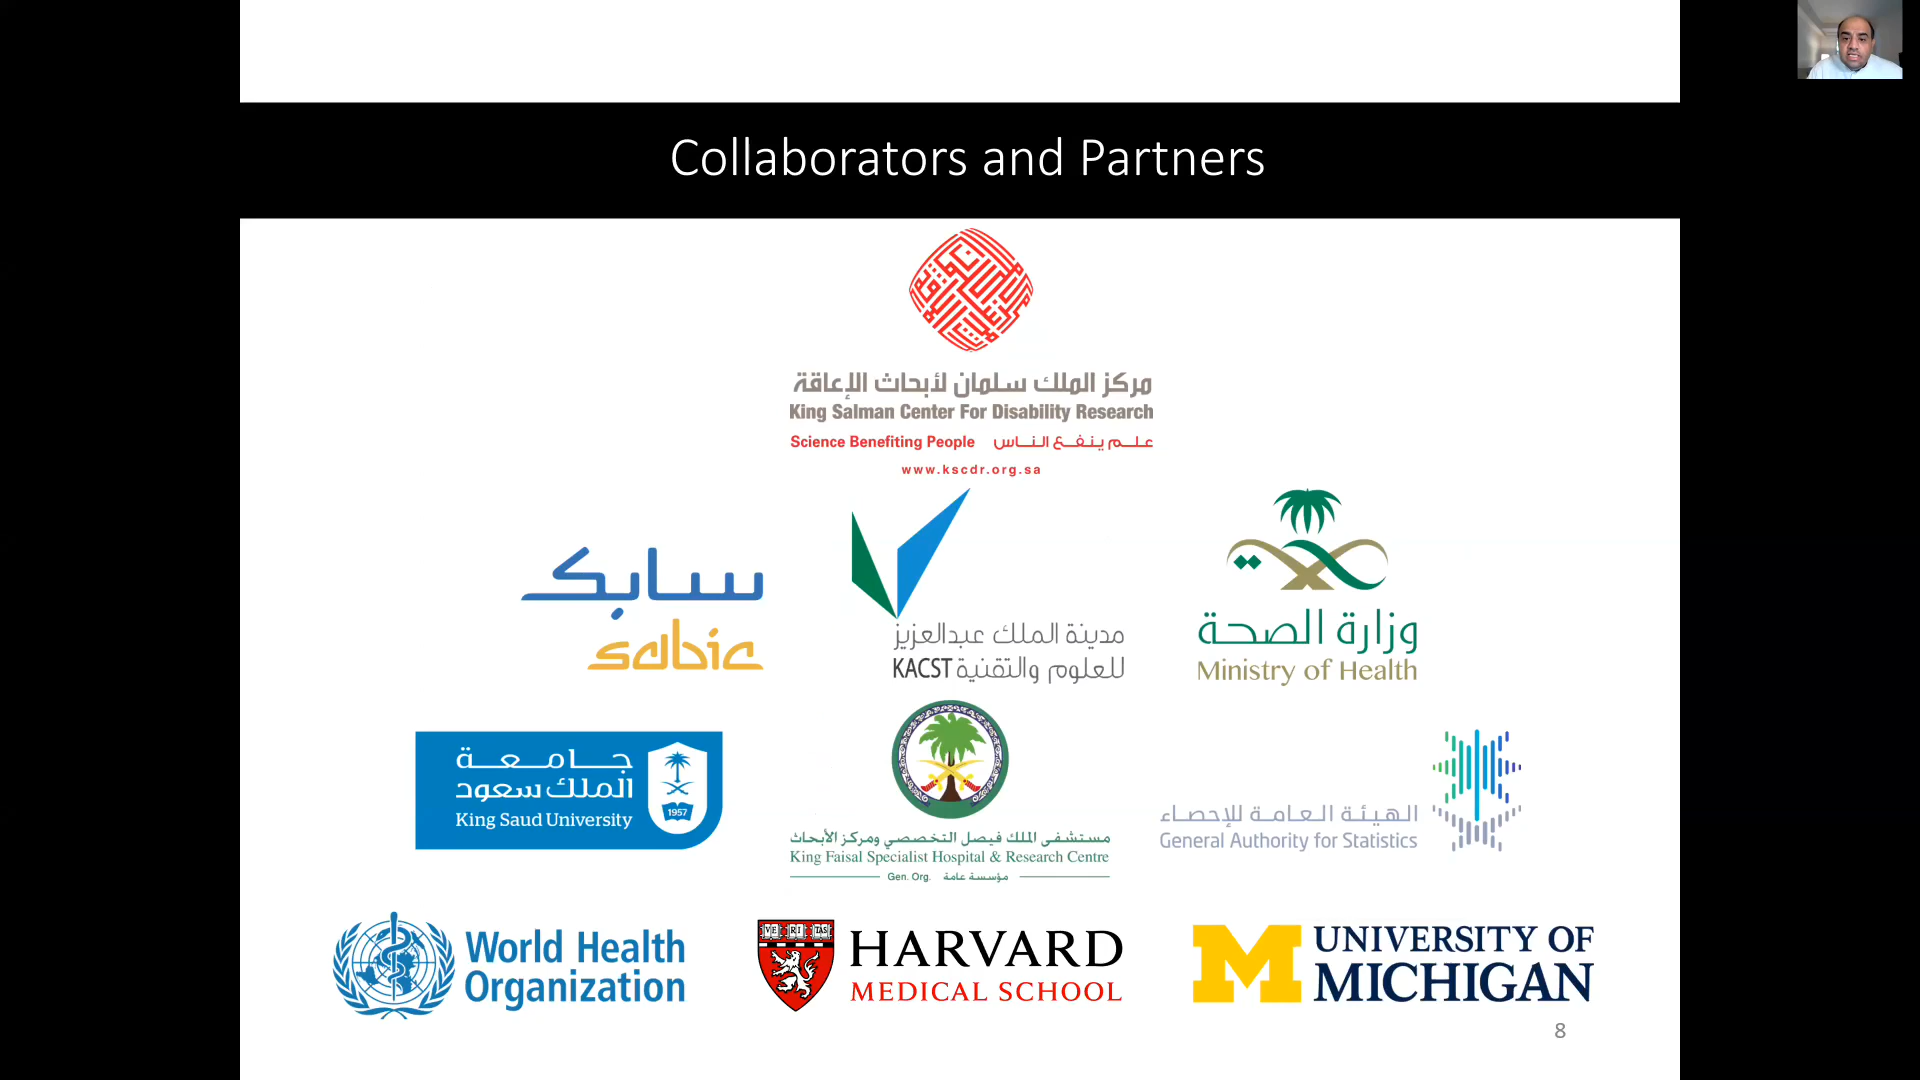 Collaborators and Partners
مركز الملك سلمان لأبحاث الإعاقة
King Salman Center For Disability Research
Science Benefiting People علم ينفع الناس
www.kscdr.org.sa
سابك
sabic
مدينة الملك عبدالعزيز
للعلوم والتقنية KACST
وزارة الصحة
Ministry of Health
جامعة
الملك سعود
King Saud University
1957
مستشفى الملك فيصل التخصصي ومركز الأبحاث
King Faisal Specialist Hospital & Research Centre
Gen. Org. مؤسسة عامة
الهيئة العامة للإحصاء
General Authority for Statistics
World Health
Organization
VE RI TAS
HARVARD
MEDICAL SCHOOL
M
UNIVERSITY OF
MICHIGAN
8